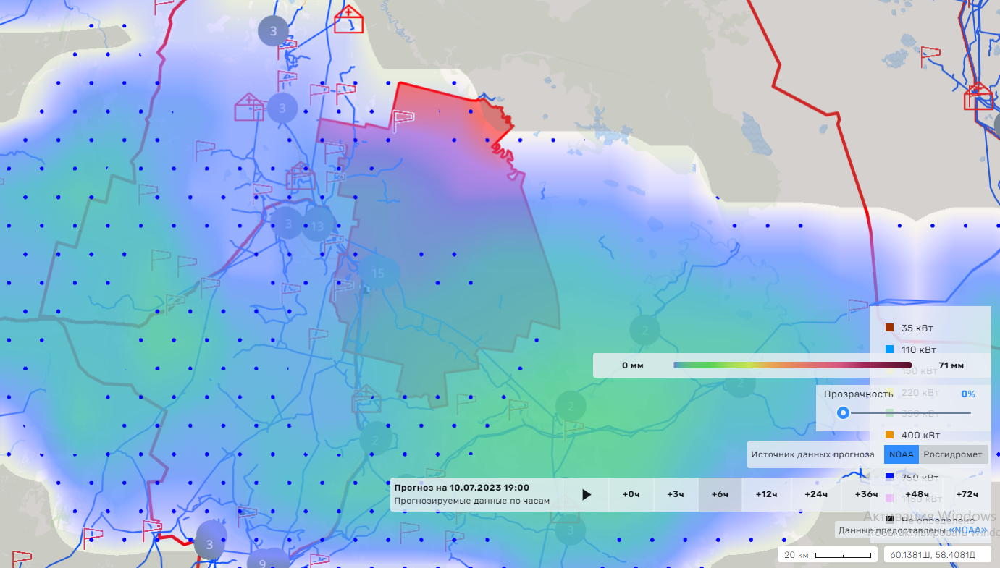 3
3
3
13
15
2
35 кВт
110 кВт
0 мм
71 мм
150 кВт
2
Прозрачность
0%
220 кВт
2
350 кВт
400 кВт
2
Источник данных прогноза
NOAA
Росгидромет
750 кВт
Прогноз на 10.07.2023 19:00
Прогнозируемые данные по часам
+0ч
+3ч
+6ч
+12ч
+24ч
+36ч
+48ч
+72ч
1150 кВт
Активация Windows
Не определено
3
Данные предоставлены «NOAA»
3
9
20 км
60.1381Ш, 58.4081Д